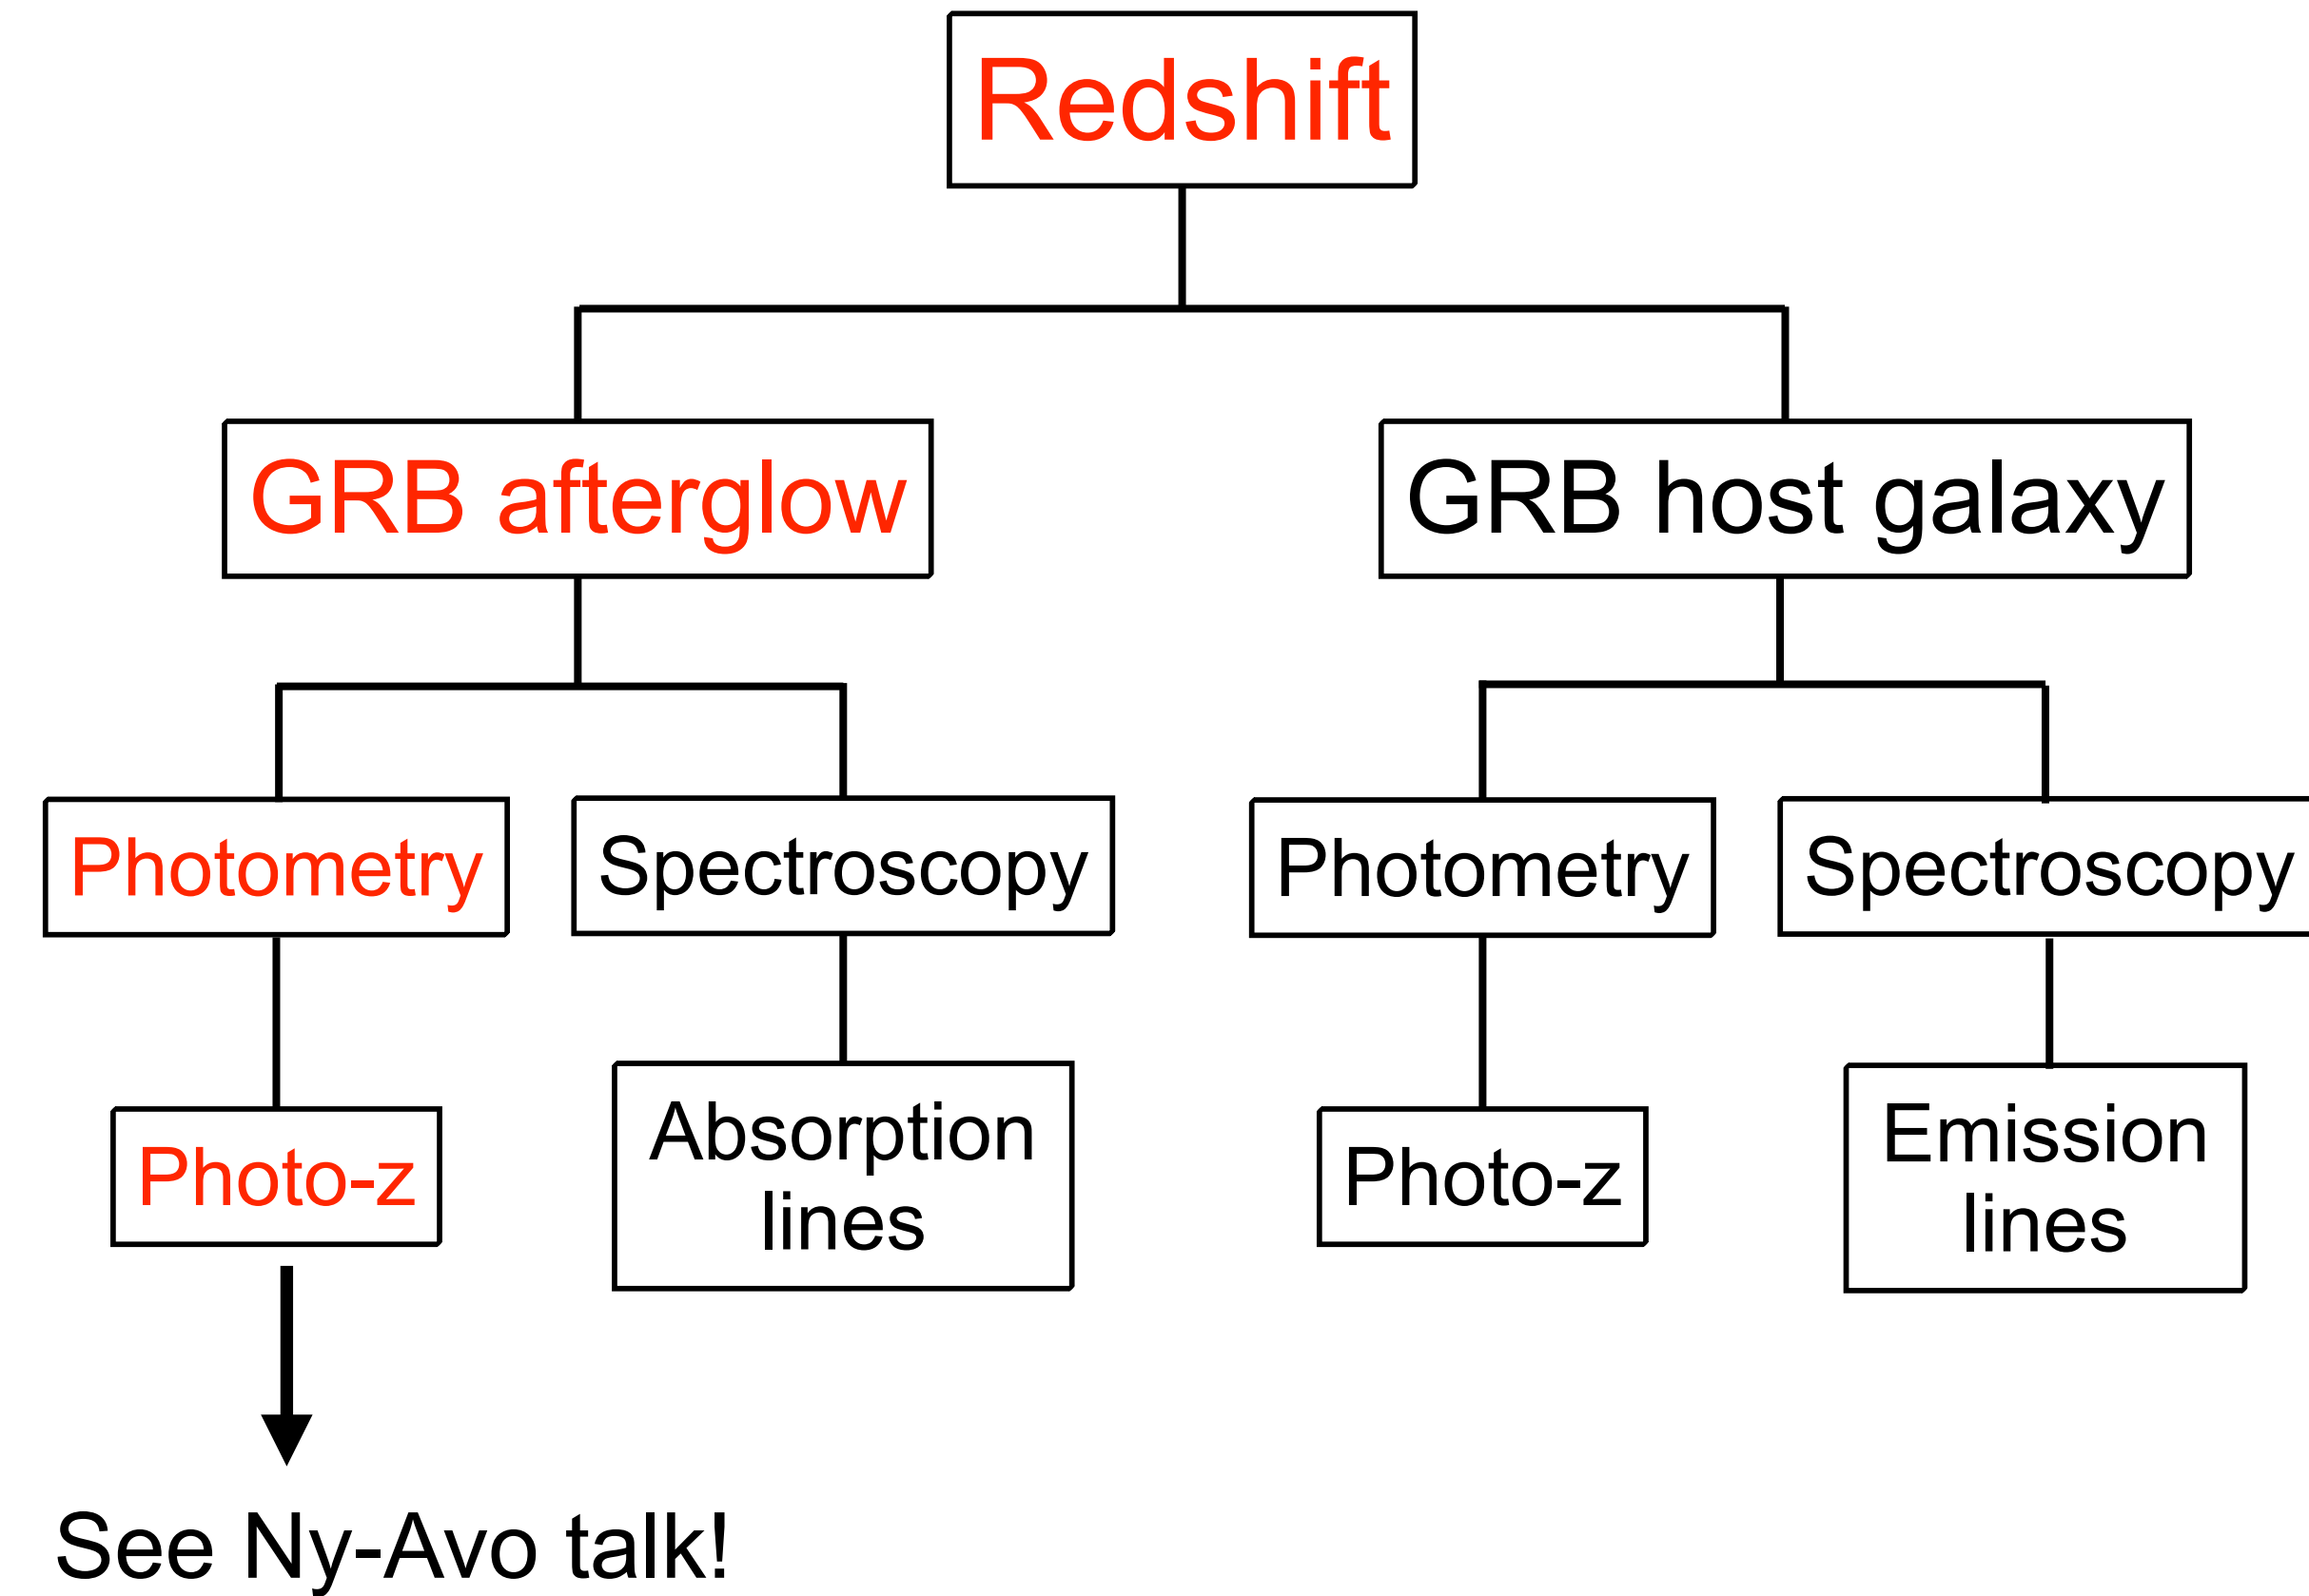 Redshift
GRB afterglow
GRB host galaxy
Photometry
Spectroscopy
Photometry
Spectroscopy
Photo-z
Absorption
lines
Photo-z
Emission
lines
See Ny-Avo talk!